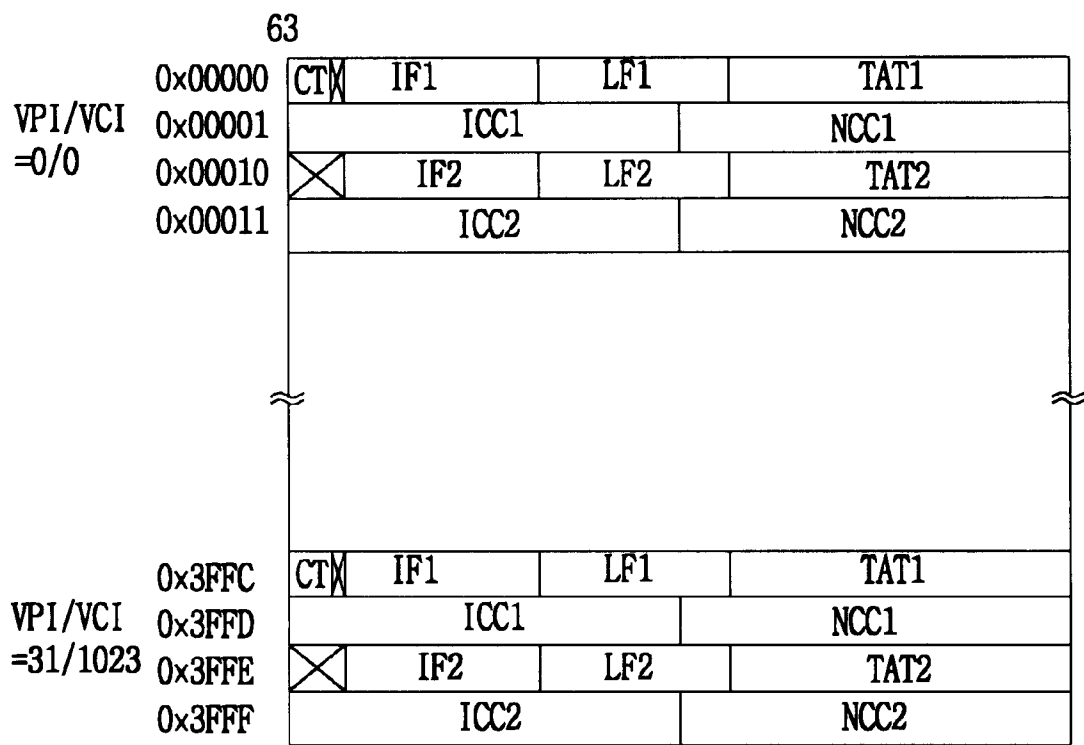 63
0x00000 CT IF1 LF1 TAT1
VPI/VCI 0x00001 ICC1 NCC1
=0/0 0x00010 IF2 LF2 TAT2
0x00011 ICC2 NCC2
0x3FFC CT IF1 LF1 TAT1
VPI/VCI 0x3FFD ICC1 NCC1
=31/1023 0x3FFE IF2 LF2 TAT2
0x3FFF ICC2 NCC2